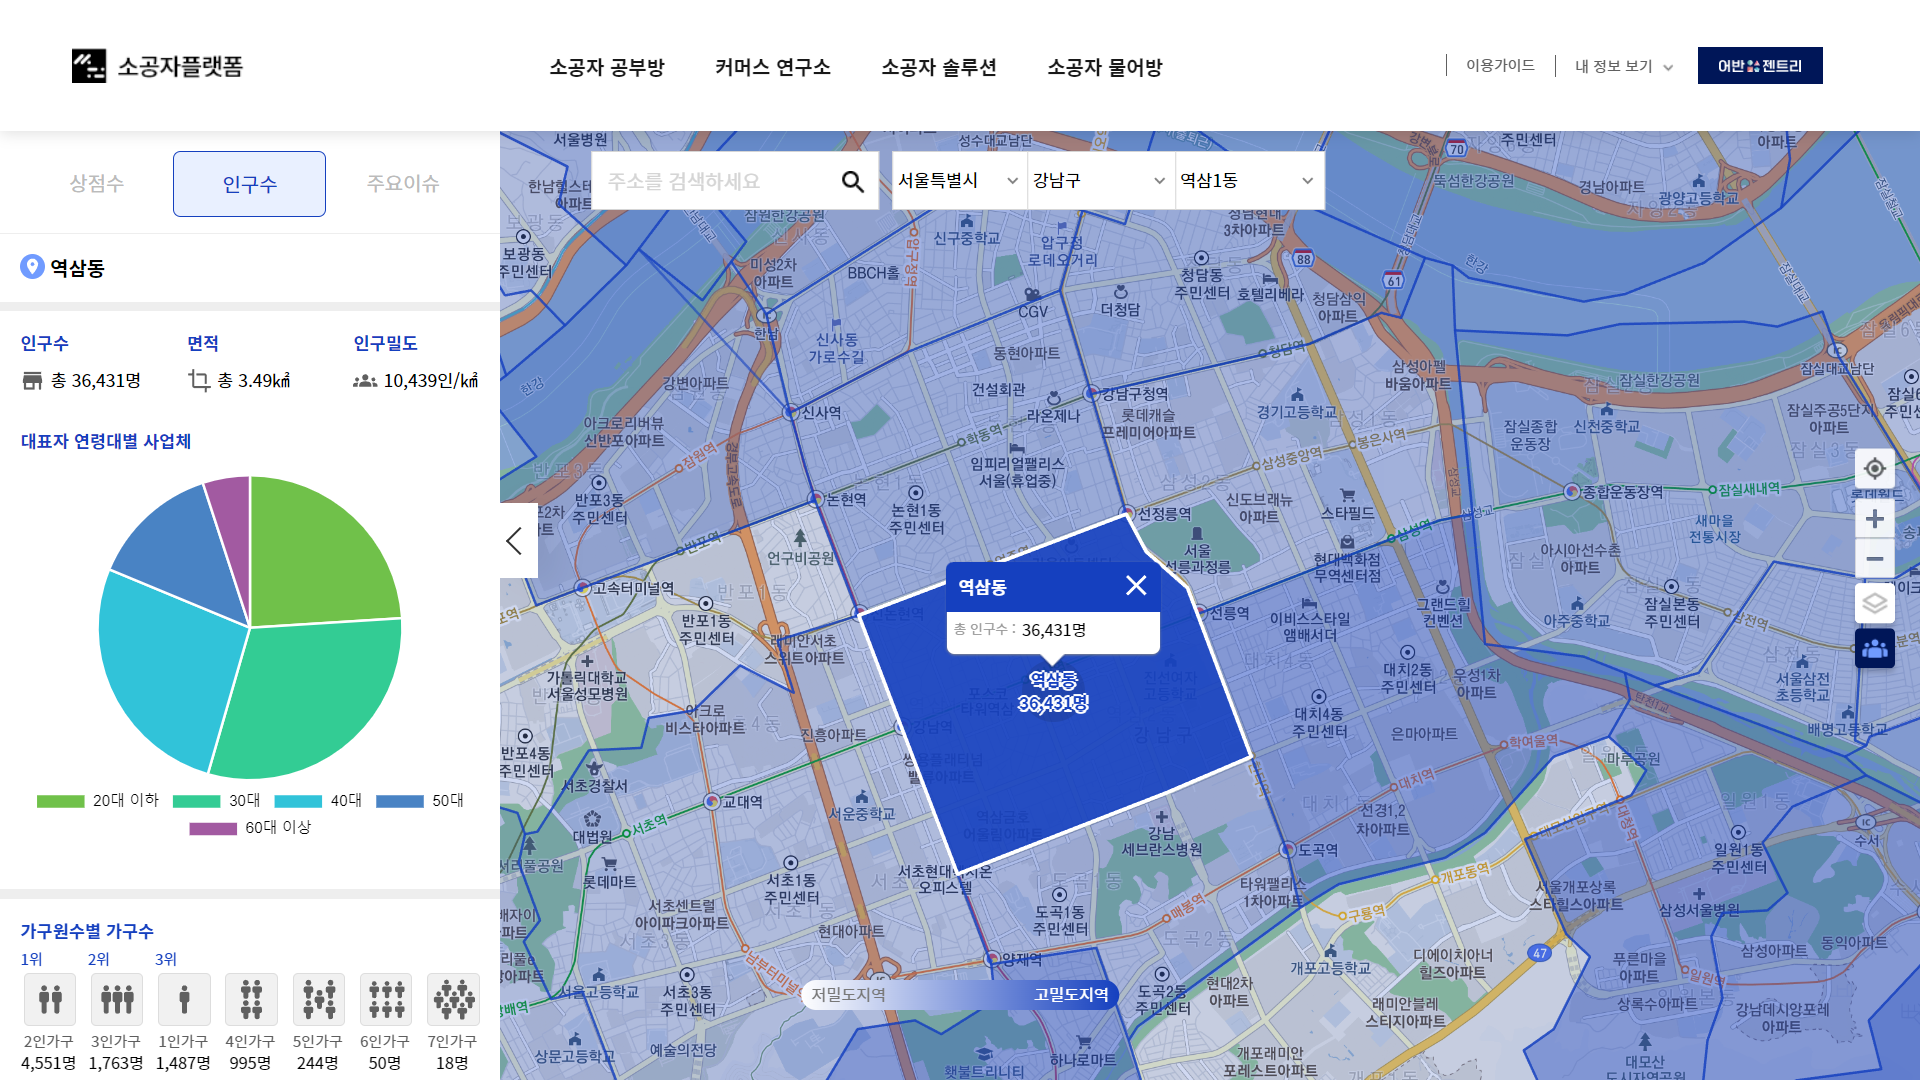 소공자플랫폼
소공자 공부방
커머스 연구소
소공자 솔루션
소공자 물어방
이용가이드
내 정보 보기
어반 젠트리
상점수
인구수
주요이슈
역삼동
인구수
면적
인구밀도
총 36,431명
총 3.49㎢
10,439인/㎢
대표자 연령대별 사업체
20대 이하
30대
40대
50대
60대 이상
가구원수별 가구수
1위
2위
3위
2인가구
3인가구
1인가구
4인가구
5인가구
6인가구
7인가구
4,551명
1,763명
1,487명
995명
244명
50명
18명
주소를 검색하세요
서울특별시
강남구
역삼1동
서울병원
성수대교남단
주민센터
70
뚝섬한강공원
경남아파트
광양고등학교
잠원한강공원
신사동
신구중학교
압구정
로데오거리
청담현대
3차아파트
보광동
주민센터
미성2차
아파트
BBCH홀
CGV
더청담
청담동
주민센터
호텔리베라
청담삼익
아파트
88
61
한강
신사동
가로수길
동현아파트
청담역
건설회관
라온제나
강남구청역
롯데캐슬
프레미어아파트
강변아파트
신사역
아크로리버뷰
신반포아파트
잠원역
학동역
임피리얼팰리스
서울(휴업중)
경기고등학교
봉은사역
삼성중앙역
삼성아펠
바움아파트
잠실한강공원
잠실대교남단
잠실종합
운동장
신천중학교
잠실주공5단지
아파트
반포3동
주민센터
논현역
논현1동
주민센터
선정릉역
신도브래뉴
아파트
스타필드
삼성역
종합운동장역
잠실새내역
새마을
전통시장
아시아선수촌
아파트
현대백화점
무역센터점
서울
선릉과정릉
언구비공원
반포역
고속터미널역
반포1동
주민센터
래미안서초
스위트아파트
선릉역
이비스스타일
앰배서더
그랜드힐
컨벤션
아주중학교
잠실본동
주민센터
삼전동
서울삼전
초등학교
배명고등학교
역삼동
총 인구수 : 36,431명
역삼동
36,431명
가톨릭대학교
서울성모병원
아크로
비스타아파트
진흥아파트
강남역
강남구
대치4동
대치4동
주민센터
대치2동
주민센터
우성1차
아파트
은마아파트
학여울역
마루공원
반포4동
주민센터
서초경찰서
교대역
서운중학교
대법원
서초역
롯데마트
서리풀공원
서초1동
주민센터
서초현대
오피스텔
강남
세브란스병원
도곡역
대치역
선경1,2
차아파트
일원1동
주민센터
수서
타워팰리스
1차아파트
개포동역
구룡역
서울개포상록
스타힐스아파트
삼성서울병원
서초센트럴
아이파크아파트
현대아파트
도곡1동
주민센터
매봉역
도곡2동
양재역
서울고등학교
서초3동
주민센터
저밀도지역
고밀도지역
도곡2동
주민센터
현대2차
아파트
개포고등학교
디에이치아너
힐즈아파트
47
푸른마을
아파트
일원역
삼성아파트
동익아파트
래미안블레
스티지아파트
상록수아파트
강남데시앙포레
아파트
상문고등학교
예술의전당
햇불트리니티
하나로마트
개포래미안
포레스트아파트
대모산
도시자연공원